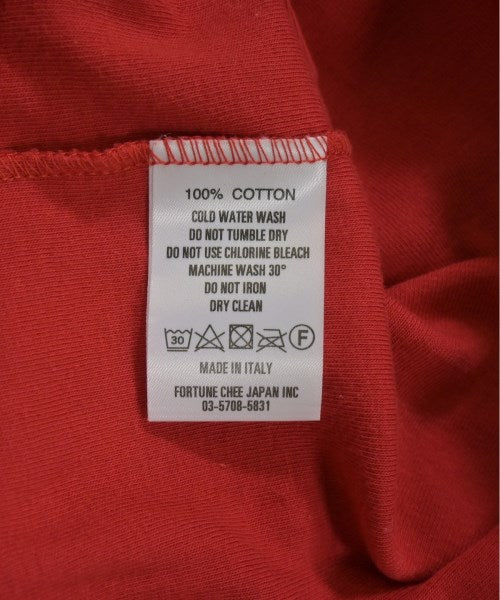 100% COTTON
COLD WATER WASH
DO NOT TUMBLE DRY
DO NOT USE CHLORINE BLEACH
MACHINE WASH 30°
DO NOT IRON
DRY CLEAN
30 F
MADE IN ITALY
FORTUNE CHEE JAPAN INC
03-5708-5831